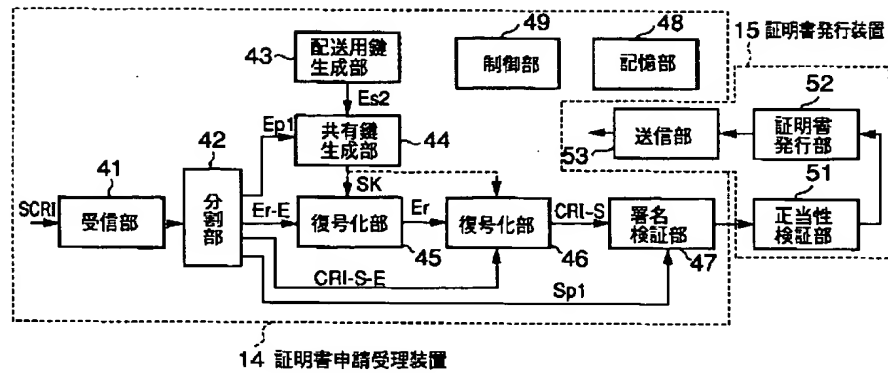 49
48
15 証明書発行装置
43
配送用鍵
生成部
制御部
記憶部
52
Es2
送信部
証明書
発行部
53
Ep1
共有鍵
生成部
44
42
41
SK
51
SCRI
受信部
分割部
Er-E
復号化部
Er
復号化部
CRI-S
署名
検証部
正当性
検証部
45
46
47
CRI-S-E
Sp1
14 証明書申請受理装置